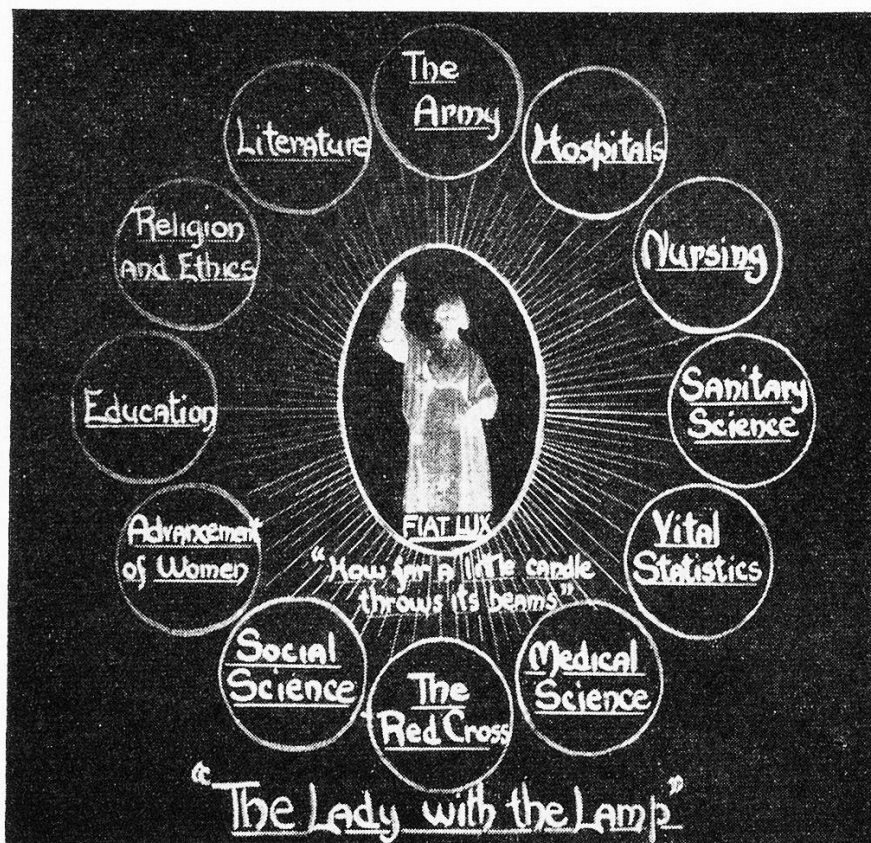 The
Army
Hospitals
Nursing
Sanitary
Science
Vital
Statistics
Medical
Science
The
Red Cross
Social
Science
Advancement
of Women
Education
Religion
and Ethics
Literature
FIAT LUX
"How far a little candle
throws its beams"
"The Lady with the Lamp"